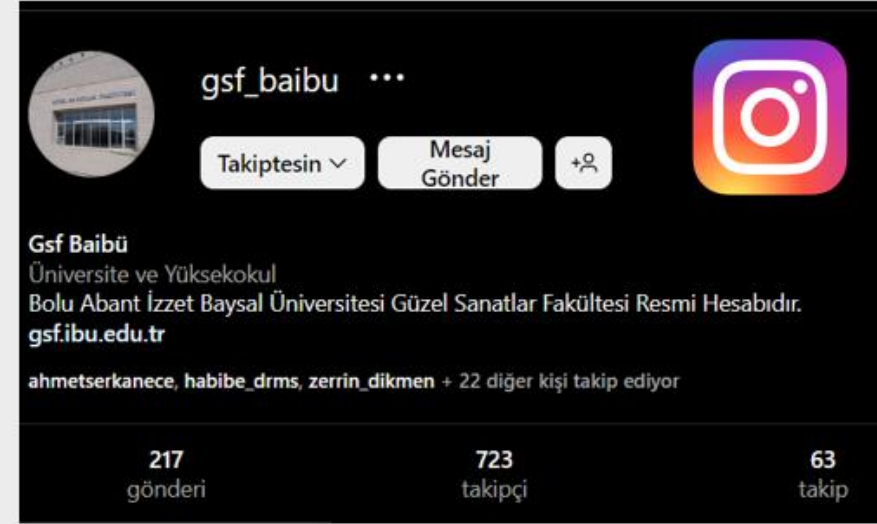 gsf_baibu
Takiptesin
Mesaj
Gönder
Gsf Baibü
Üniversite ve Yüksekokul
Bolu Abant İzzet Baysal Üniversitesi Güzel Sanatlar Fakültesi Resmi Hesabıdır.
gsf.ibu.edu.tr
ahmetserkanece, habibe_drms, zerrin_dikmen + 22 diğer kişi takip ediyor
217 723 63
gönderi takipçi takip